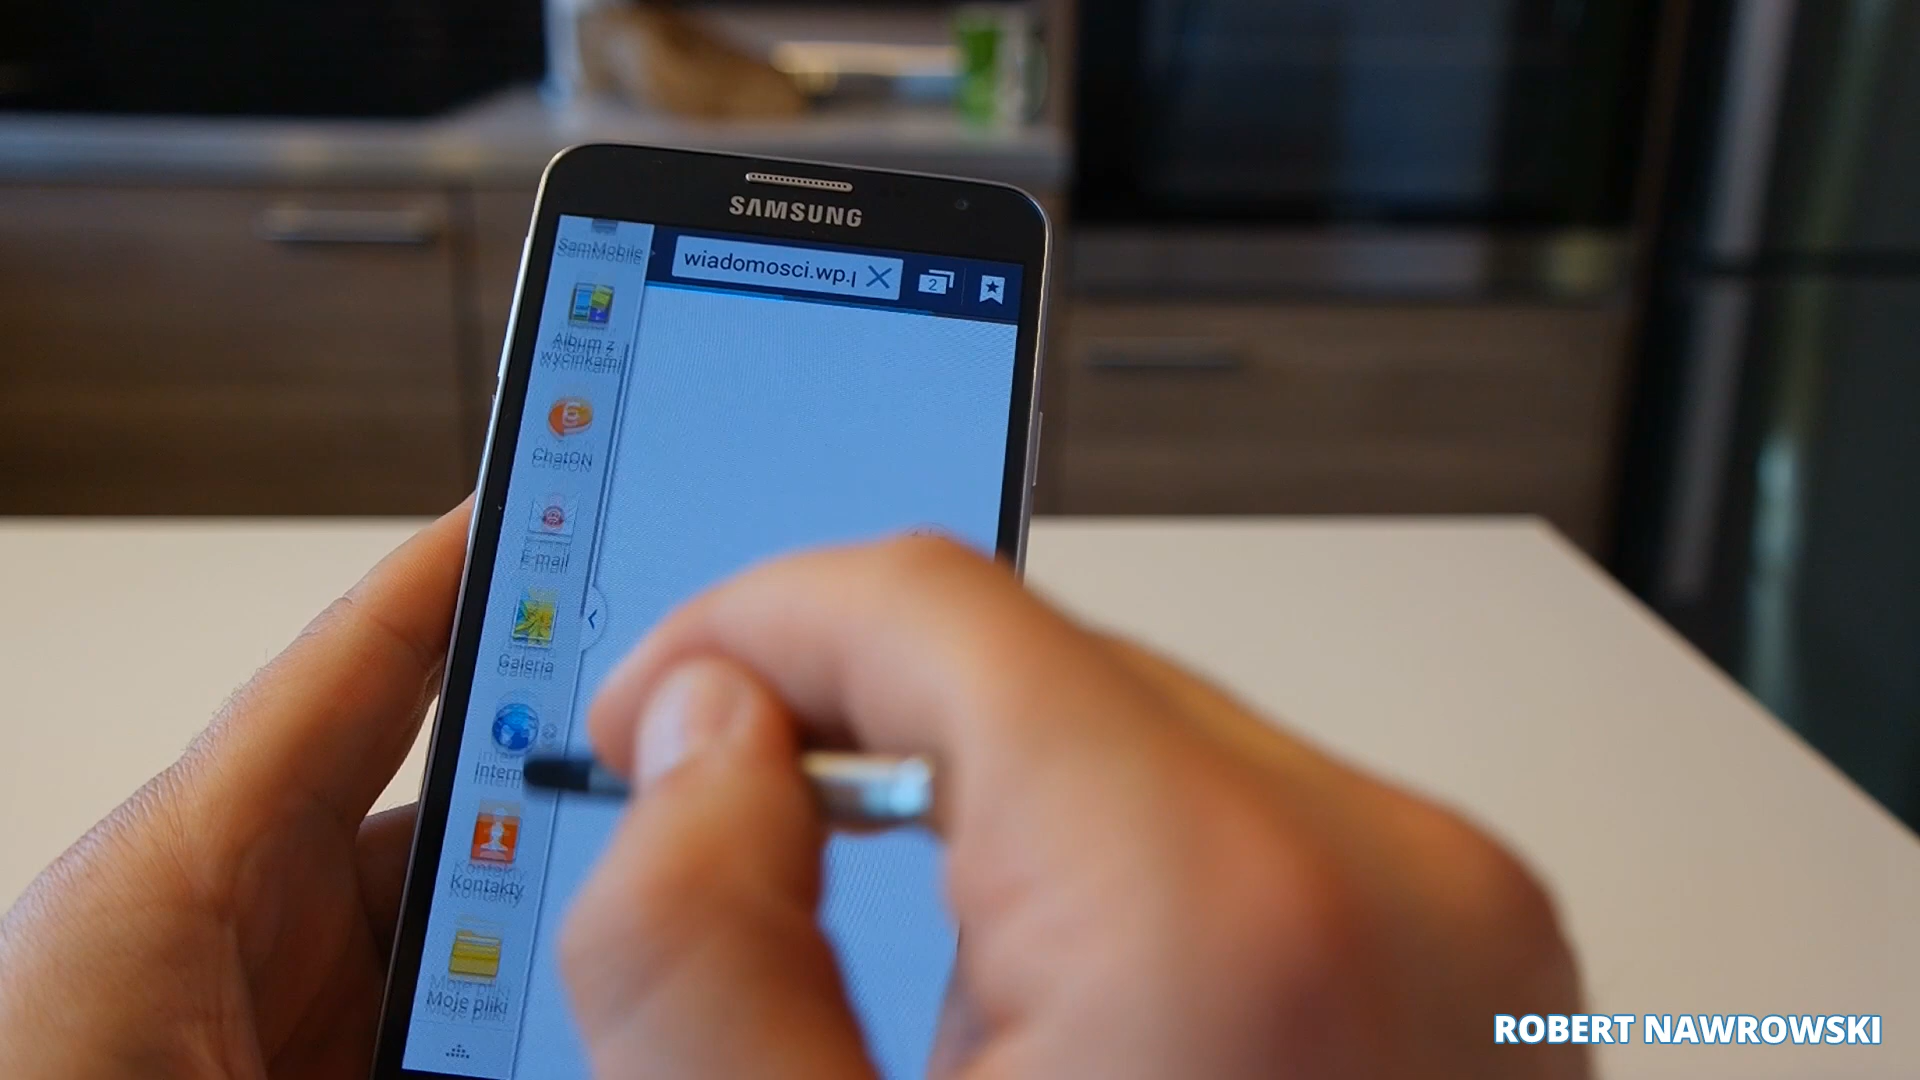 SAMSUNG
SamMobile
wiadomosci.wp.p
2
Album z
wycinkami
ChatON
E-mail
Galeria
Intern
Kontakty
Moje pliki
ROBERT NAWROWSKI